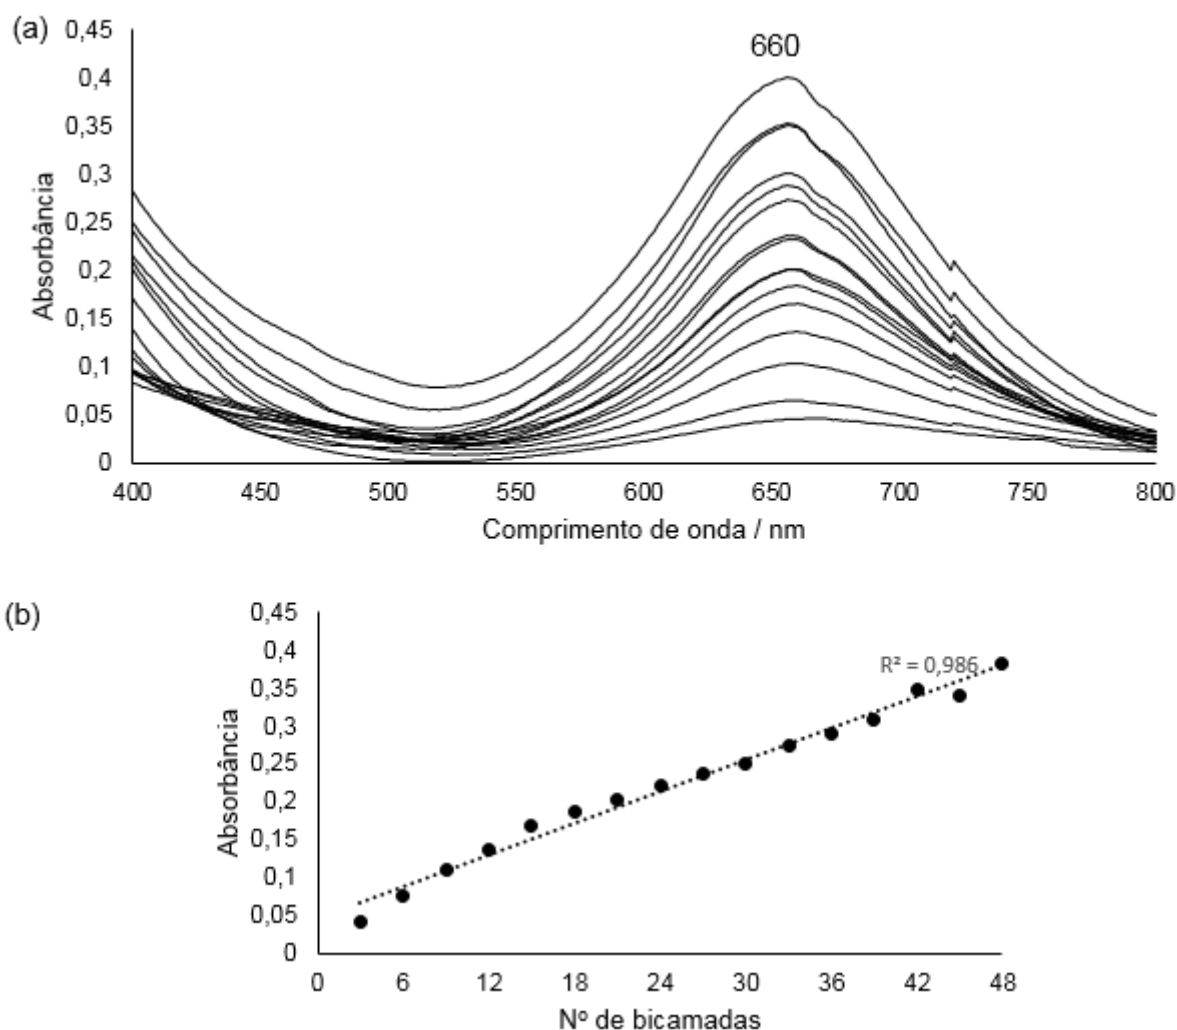 (a)
0,45
0,4
0,35
0,3
0,25
0,2
0,15
0,1
0,05
0
Absorbância
660
400 450 500 550 600 650 700 750 800
Comprimento de onda / nm
(b)
0,45
0,4
0,35
0,3
0,25
0,2
0,15
0,1
0,05
0
Absorbância
R² = 0,986
0 6 12 18 24 30 36 42 48
Nº de bicamadas